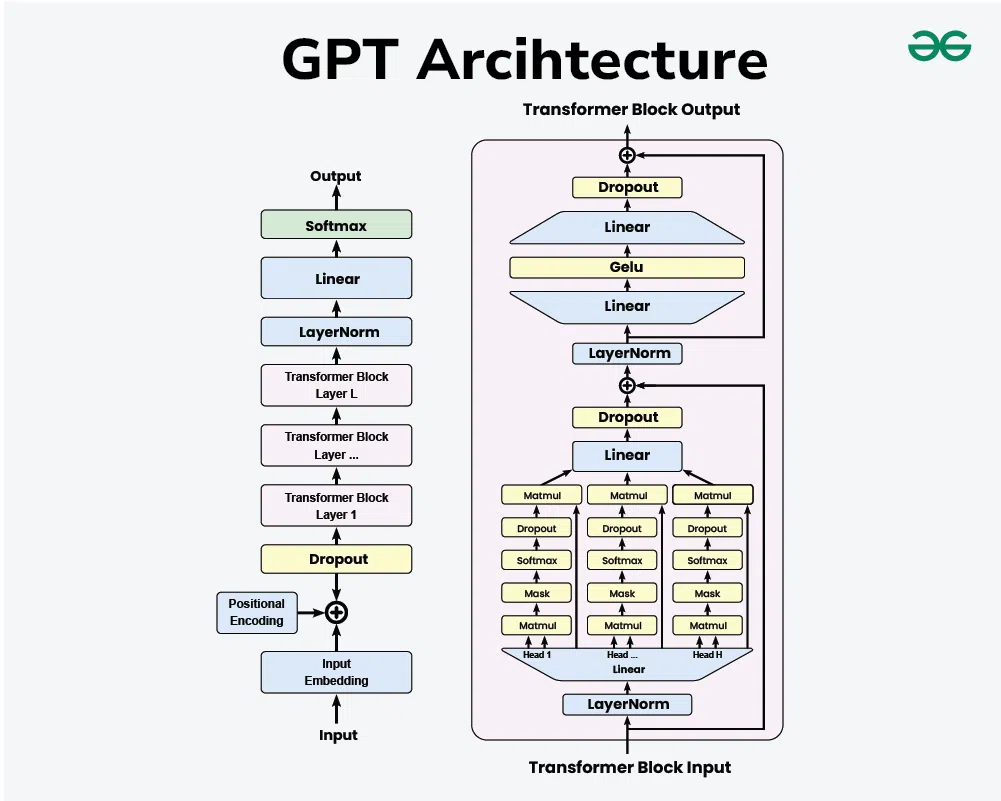 GPT Arcihtecture
Output
Softmax
Linear
LayerNorm
Transformer Block
Layer L
Transformer Block
Layer ...
Transformer Block
Layer 1
Dropout
Positional
Encoding
Input
Embedding
Input
Transformer Block Output
Dropout
Linear
Gelu
Linear
LayerNorm
Dropout
Linear
Matmul Matmul Matmul
Dropout Dropout Dropout
Softmax Softmax Softmax
Mask Mask Mask
Matmul Matmul Matmul
Head 1 Head ... Head H
Linear
LayerNorm
Transformer Block Input